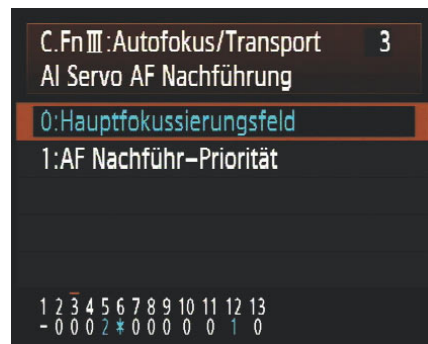 C.Fn III :Autofokus/Transport 3
AI Servo AF Nachführung
0:Hauptfokussierungsfeld
1:AF Nachführ–Priorität
1 2 3 4 5 6 7 8 9 10 11 12 13
- 0 0 0 2 * 0 0 0 0 0 1 0